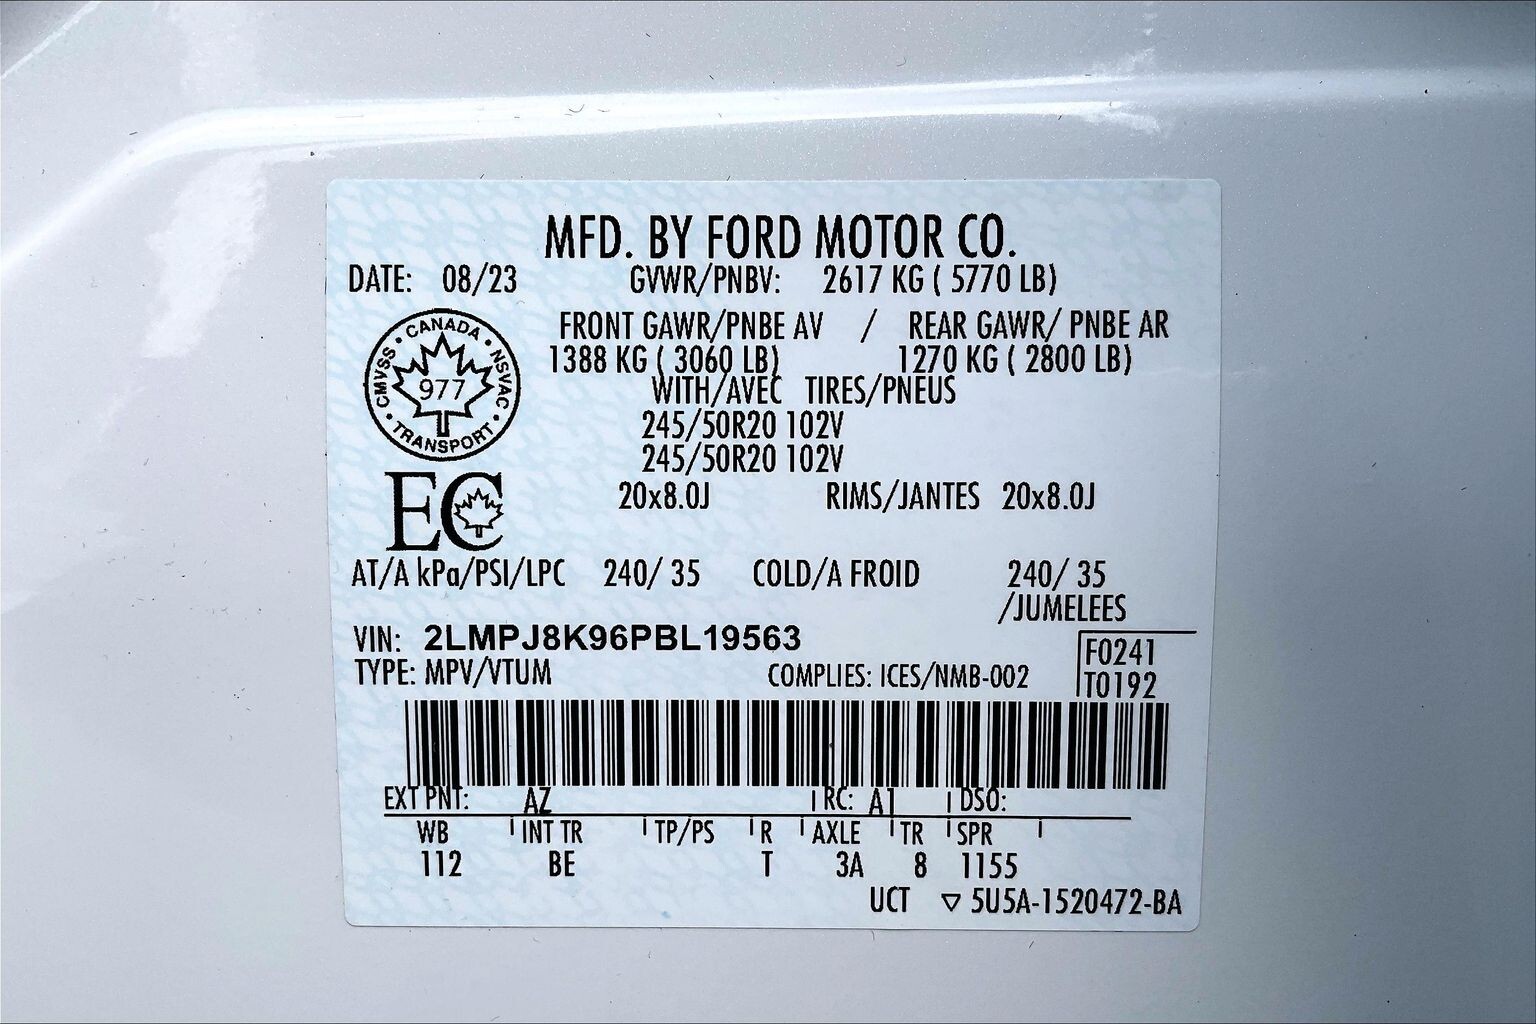 MFD. BY FORD MOTOR CO.
DATE: 08/23 GVWR/PNBV: 2617 KG ( 5770 LB)
FRONT GAWR/PNBE AV / REAR GAWR/ PNBE AR
1388 KG ( 3060 LB) 1270 KG ( 2800 LB)
WITH/AVEC TIRES/PNEUS
245/50R20 102V
245/50R20 102V
20x8.0J RIMS/JANTES 20x8.0J
CANADA
CMVSS • NSVAC
977
TRANSPORT
EC
AT/A kPa/PSI/LPC 240/ 35 COLD/A FROID 240/ 35
/JUMELEES
VIN: 2LMPJ8K96PBL19563
F0241
TYPE: MPV/VTUM COMPLIES: ICES/NMB-002
T0192
EXT PNT: AZ RC: A1 DSO:
WB INT TR TP/PS R AXLE TR SPR
112 BE T 3A 8 1155
UCT ▽ 5U5A-1520472-BA